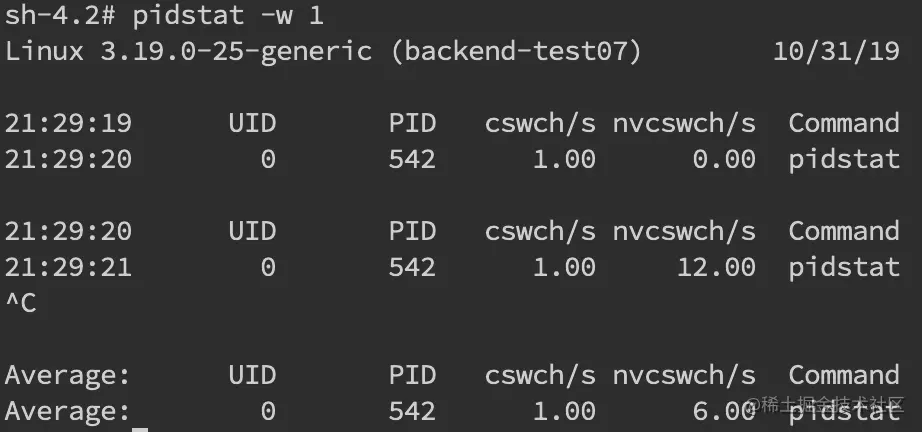 sh-4.2# pidstat -w 1
Linux 3.19.0-25-generic (backend-test07) 10/31/19
21:29:19 UID PID cswch/s nvcswch/s Command
21:29:20 0 542 1.00 0.00 pidstat
21:29:20 UID PID cswch/s nvcswch/s Command
21:29:21 0 542 1.00 12.00 pidstat
^C
Average: UID PID cswch/s nvcswch/s Command
Average: 0 542 1.00 6.00 pidstat
@稀土掘金技术社区